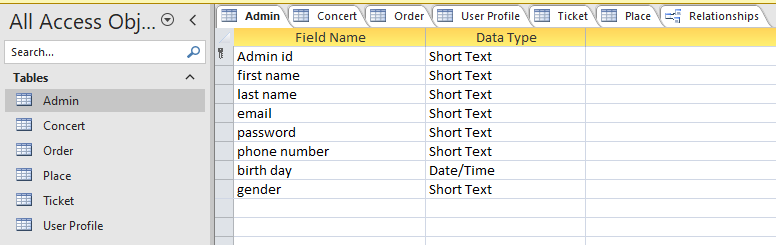 All Access Obj...
Search...
Tables
Admin
Concert
Order
Place
Ticket
User Profile
Admin Concert Order User Profile Ticket Place Relationships
Field Name Data Type
Admin id Short Text
first name Short Text
last name Short Text
email Short Text
password Short Text
phone number Short Text
birth day Date/Time
gender Short Text